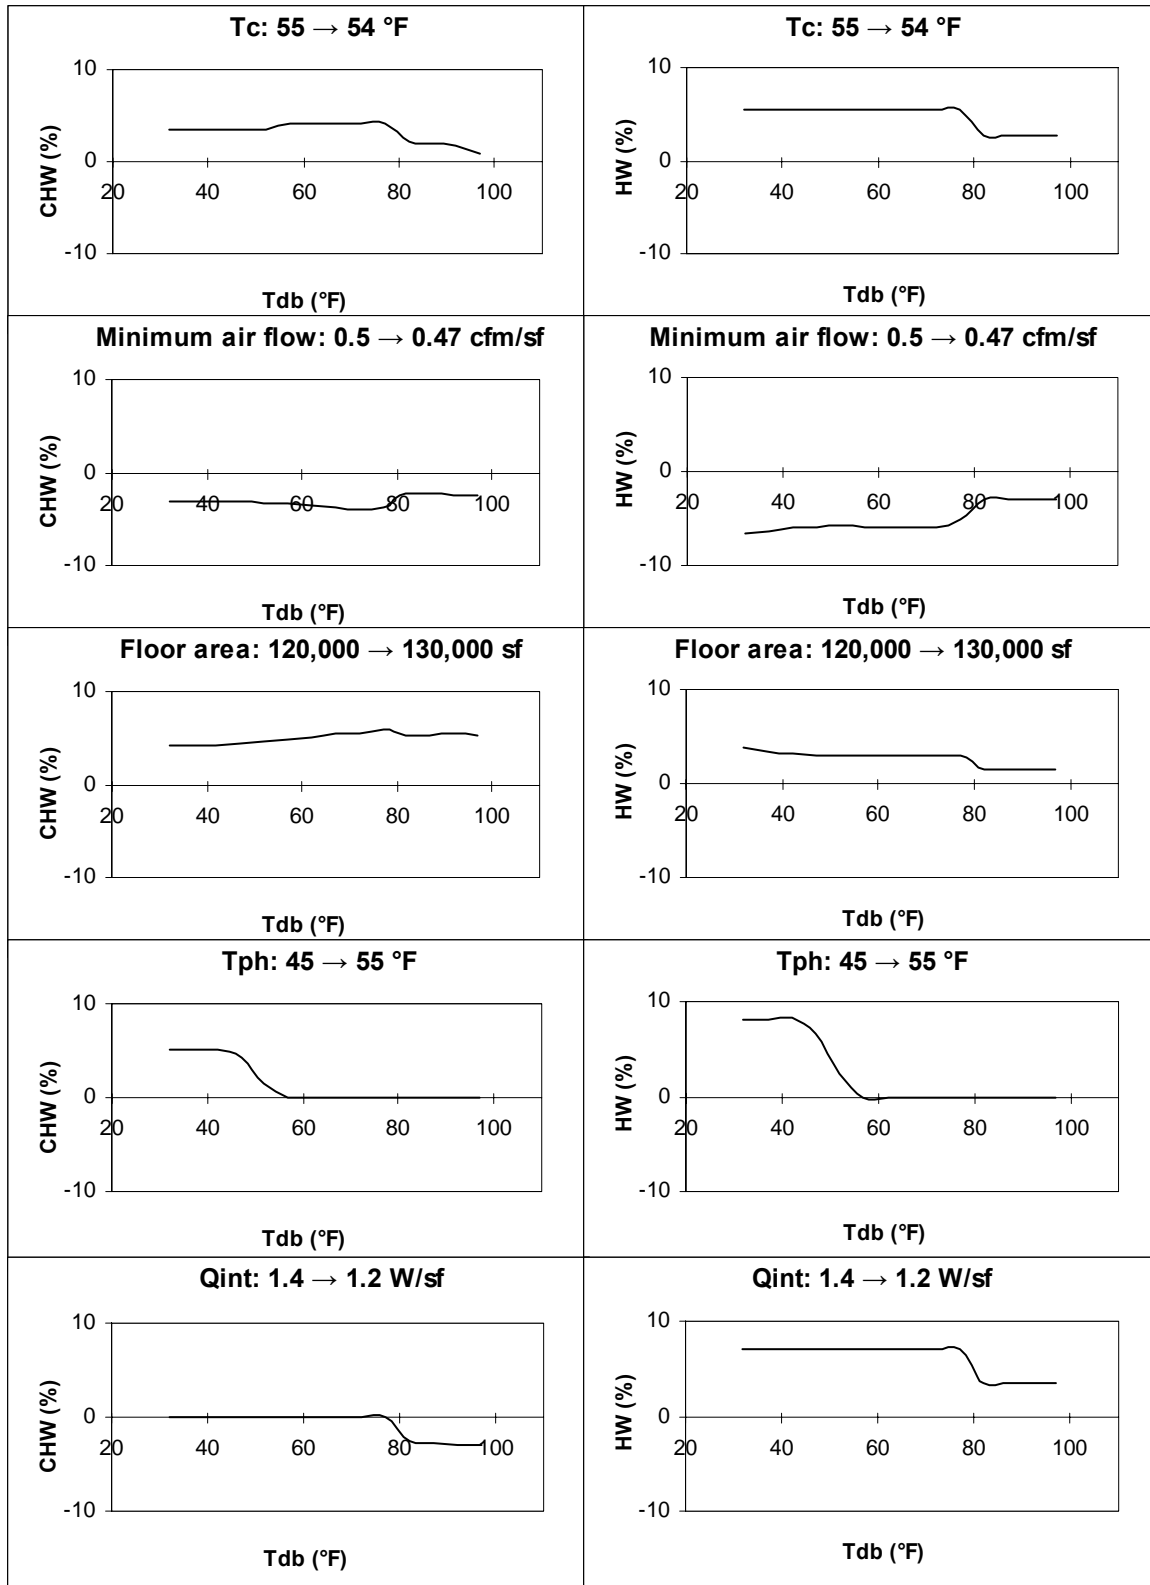 Tc: 55 → 54 °F
10
0
-10
20 40 60 80 100
CHW (%)
Tdb (°F)
Tc: 55 → 54 °F
10
0
-10
20 40 60 80 100
HW (%)
Tdb (°F)
Minimum air flow: 0.5 → 0.47 cfm/sf
10
0
-10
20 40 60 80 100
CHW (%)
Tdb (°F)
Minimum air flow: 0.5 → 0.47 cfm/sf
10
0
-10
20 40 60 80 100
HW (%)
Tdb (°F)
Floor area: 120,000 → 130,000 sf
10
0
-10
20 40 60 80 100
CHW (%)
Tdb (°F)
Floor area: 120,000 → 130,000 sf
10
0
-10
20 40 60 80 100
HW (%)
Tdb (°F)
Tph: 45 → 55 °F
10
0
-10
20 40 60 80 100
CHW (%)
Tdb (°F)
Tph: 45 → 55 °F
10
0
-10
20 40 60 80 100
HW (%)
Tdb (°F)
Qint: 1.4 → 1.2 W/sf
10
0
-10
20 40 60 80 100
CHW (%)
Tdb (°F)
Qint: 1.4 → 1.2 W/sf
10
0
-10
20 40 60 80 100
HW (%)
Tdb (°F)